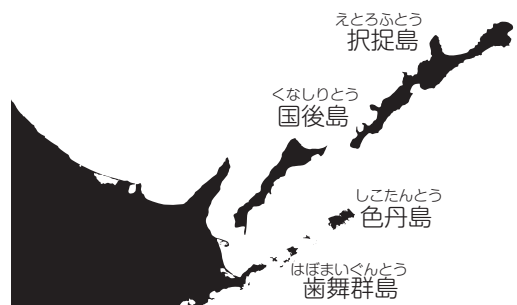 えとろふとう
択捉島
くなしりとう
国後島
しこたんとう
色丹島
はぼまいぐんとう
歯舞群島